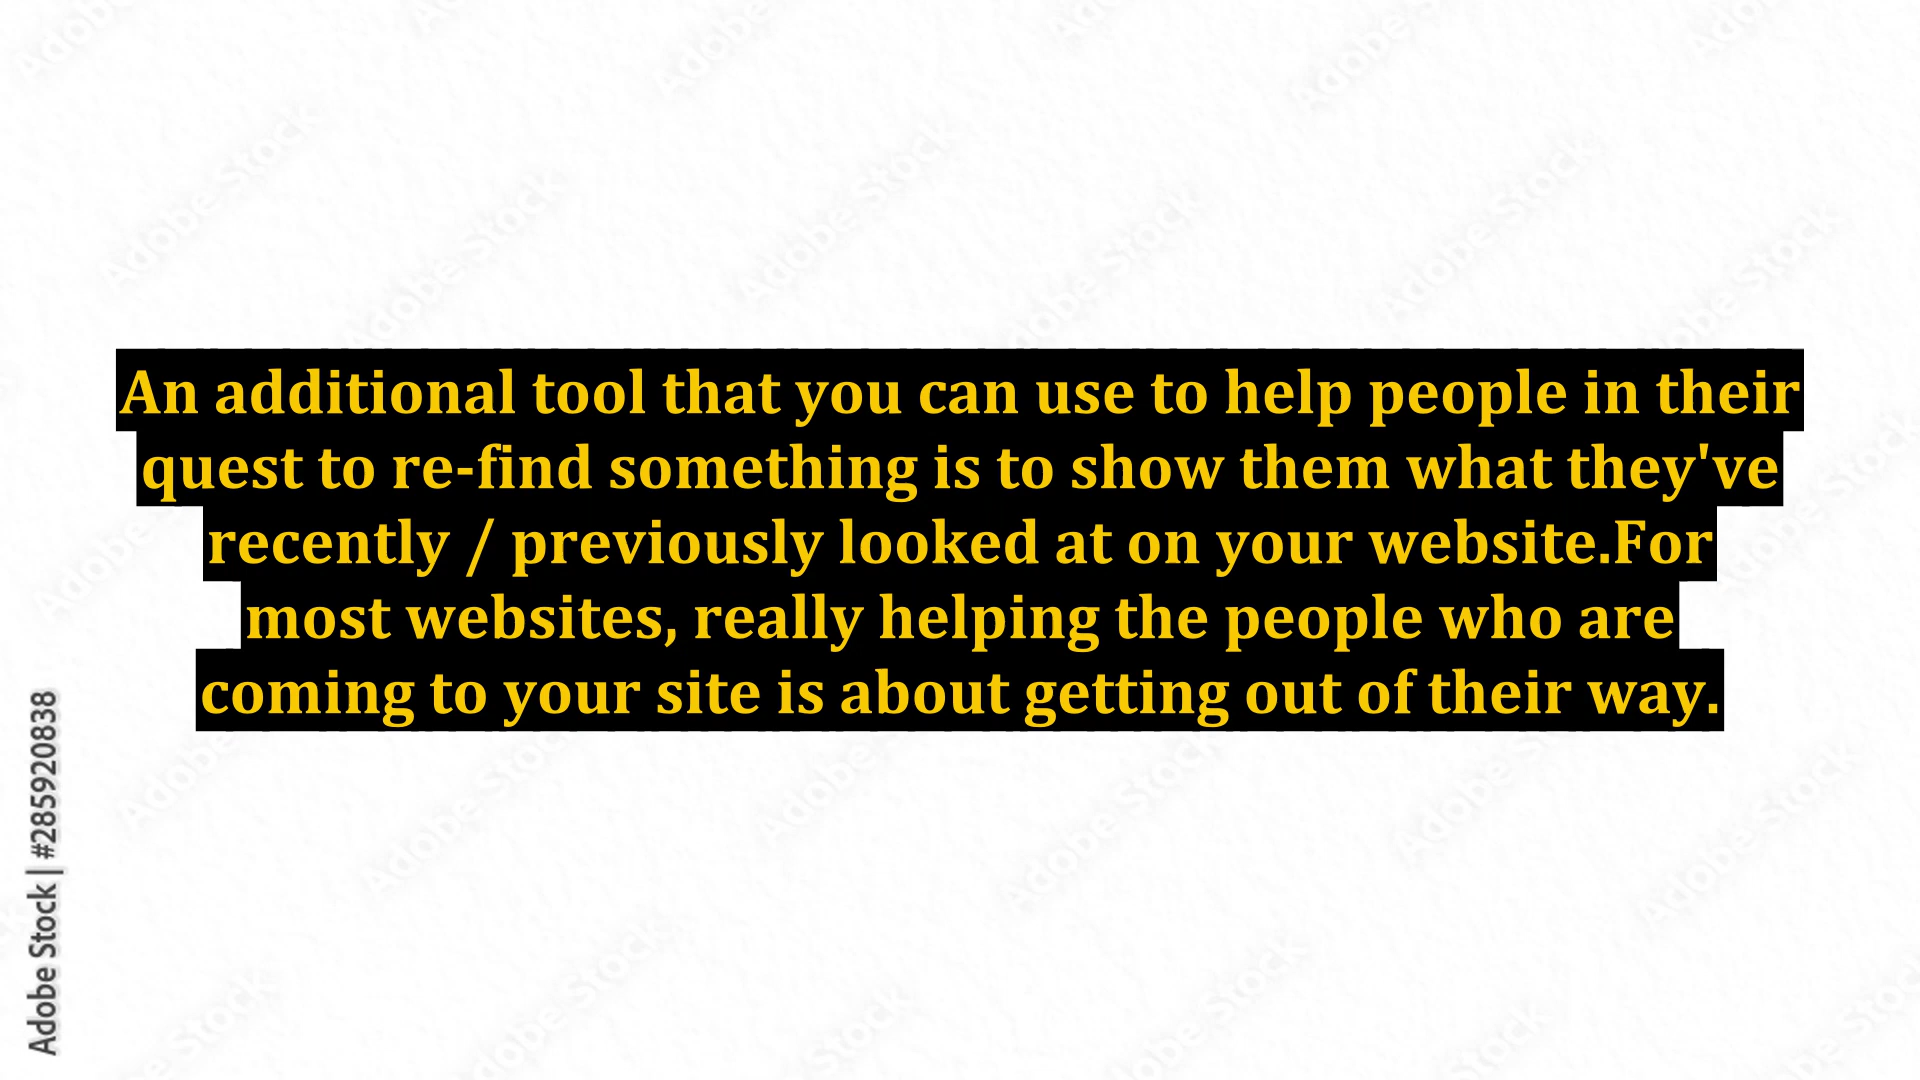 An additional tool that you can use to help people in their
quest to re-find something is to show them what they've
recently / previously looked at on your website.For
most websites, really helping the people who are
coming to your site is about getting out of their way.
Adobe Stock | #285920838
Adobe Stock